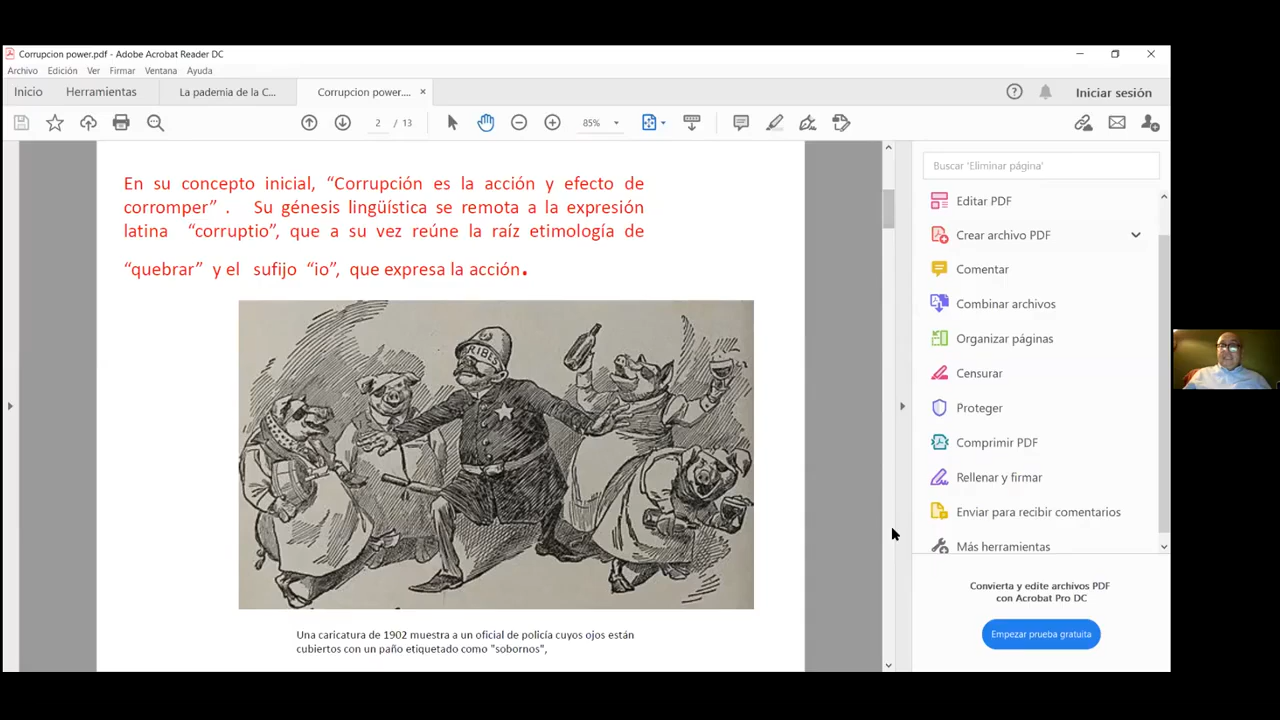 Corrupcion power.pdf - Adobe Acrobat Reader DC
Archivo Edición Ver Firmar Ventana Ayuda
Inicio Herramientas La pademia de la C... Corrupcion power.... × Iniciar sesión
2 / 13 85%
En su concepto inicial, “Corrupción es la acción y efecto de
corromper” . Su génesis lingüística se remota a la expresión
latina “corruptio”, que a su vez reúne la raíz etimología de
“quebrar” y el sufijo “io”, que expresa la acción.
Una caricatura de 1902 muestra a un oficial de policía cuyos ojos están
cubiertos con un paño etiquetado como "sobornos",
Buscar 'Eliminar página'
Editar PDF
Crear archivo PDF
Comentar
Combinar archivos
Organizar páginas
Censurar
Proteger
Comprimir PDF
Rellenar y firmar
Enviar para recibir comentarios
Más herramientas
Convierta y edite archivos PDF
con Acrobat Pro DC
Empezar prueba gratuita